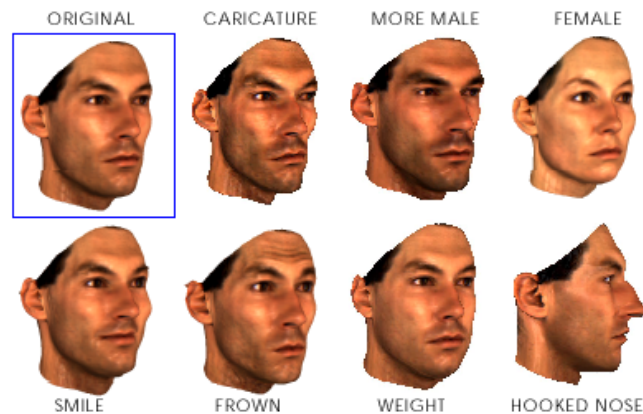 ORIGINAL
CARICATURE
MORE MALE
FEMALE
SMILE
FROWN
WEIGHT
HOOKED NOSE